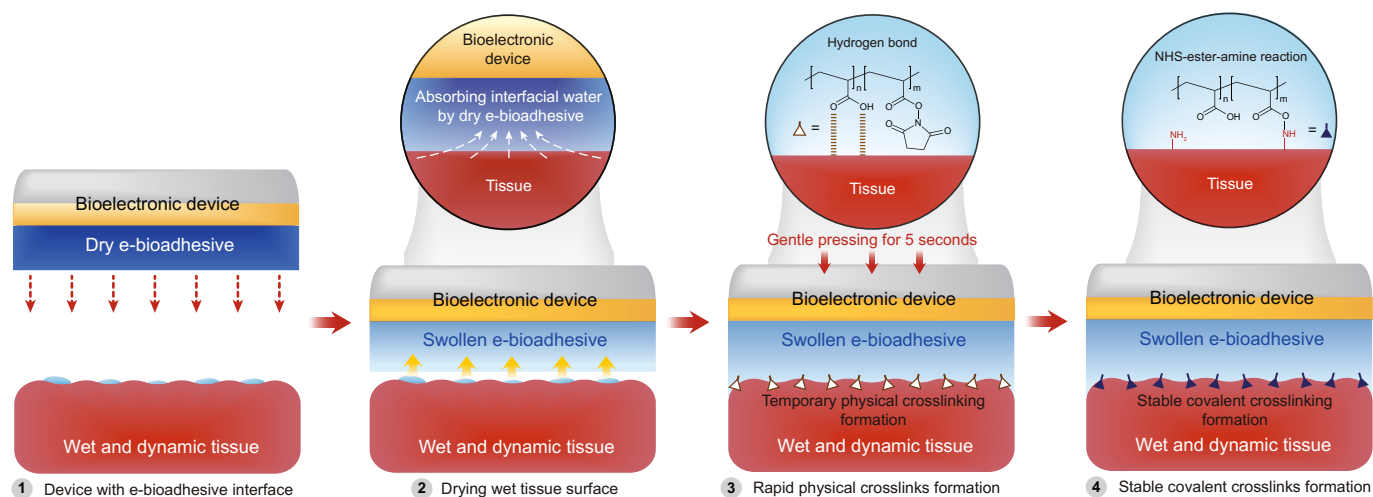 Bioelectronic device
Dry e-bioadhesive
Wet and dynamic tissue
1 Device with e-bioadhesive interface
Bioelectronic
device
Absorbing interfacial water
by dry e-bioadhesive
Tissue
Bioelectronic device
Swollen e-bioadhesive
Wet and dynamic tissue
2 Drying wet tissue surface
Hydrogen bond
n
m
O
OH
O
O
N
O
O
=
Tissue
Gentle pressing for 5 seconds
Bioelectronic device
Swollen e-bioadhesive
Temporary physical crosslinking
formation
Wet and dynamic tissue
3 Rapid physical crosslinks formation
NHS-ester-amine reaction
n
m
O
OH
O
O
NH2
NH
=
Tissue
Bioelectronic device
Swollen e-bioadhesive
Stable covalent crosslinking
formation
Wet and dynamic tissue
4 Stable covalent crosslinks formation